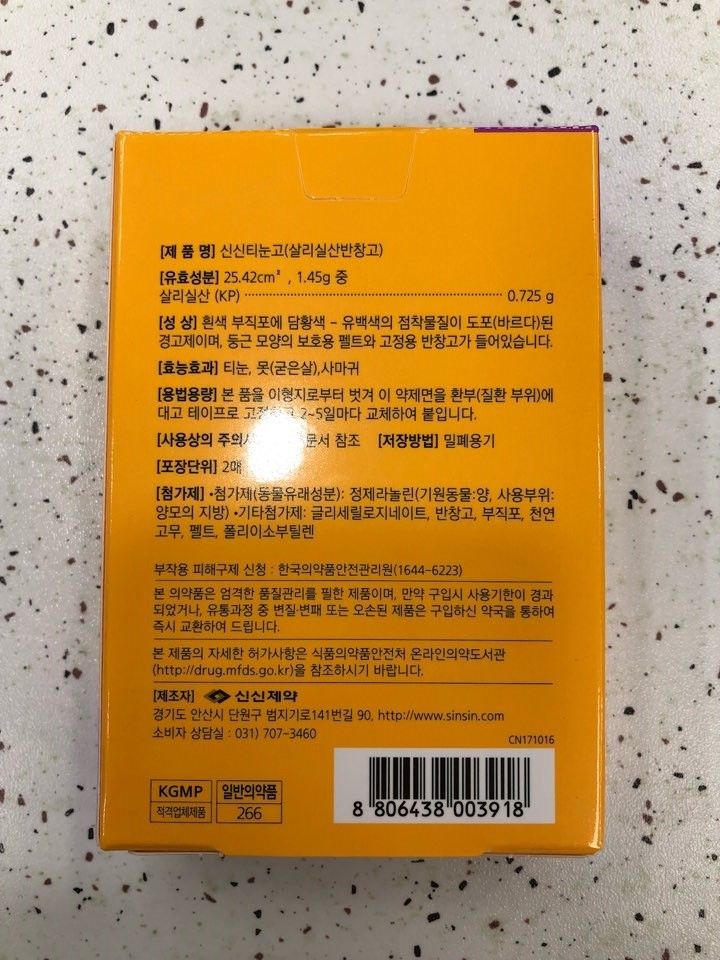 [제 품 명] 신신티눈고(살리실산반창고)
[유효성분] 25.42cm² , 1.45g 중
살리실산 (KP) 0.725 g
[성 상] 흰색 부직포에 담황색 – 유백색의 점착물질이 도포(바르다)된
경고제이며, 둥근 모양의 보호용 펠트와 고정용 반창고가 들어있습니다.
[효능효과] 티눈, 못(굳은살),사마귀
[용법용량] 본 품을 이형지로부터 벗겨 이 약제면을 환부(질환 부위)에
대고 테이프로 2~5일마다 교체하여 붙입니다.
[사용상의 참조 [저장방법] 밀폐용기
[포장단위] 2매
[첨가제] •첨가제(동물유래성분): 정제라놀린(기원동물:양, 사용부위:
양모의 지방) •기타첨가제: 글리세릴로지네이트, 반창고, 부직포, 천연
고무, 펠트, 폴리이소부틸렌
부작용 피해구제 신청 : 한국의약품안전관리원(1644-6223)
본 의약품은 엄격한 품질관리를 필한 제품이며, 만약 구입시 사용기한이 경과
되었거나, 유통과정 중 변질·변패 또는 오손된 제품은 구입하신 약국을 통하여
즉시 교환하여 드립니다.
본 제품의 자세한 허가사항은 식품의약품안전처 온라인의약도서관
(http://drug.mfds.go.kr)을 참조하시기 바랍니다.
[제조자] 신신제약
경기도 안산시 단원구 범지기로141번길 90, http://www.sinsin.com
소비자 상담실 : 031) 707-3460
CN171016
KGMP
적격업체제품
일반의약품
266
8 806438 003918